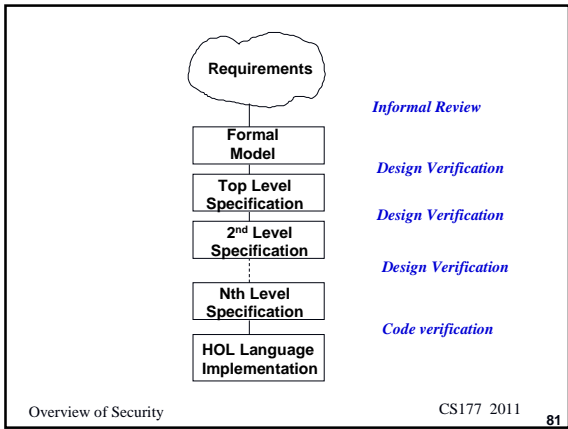 Requirements
Informal Review
Formal
Model
Design Verification
Top Level
Specification
Design Verification
2nd Level
Specification
Design Verification
Nth Level
Specification
Code verification
HOL Language
Implementation
Overview of Security
CS177 2011
81